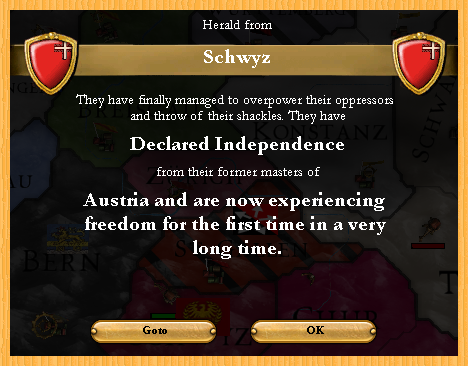 Herald from
Schwyz
They have finally managed to overpower their oppressors
and throw of their shackles. They have
Declared Independence
from their former masters of
Austria and are now experiencing
freedom for the first time in a very
long time.
KONSTANZ
BERN
Goto
OK